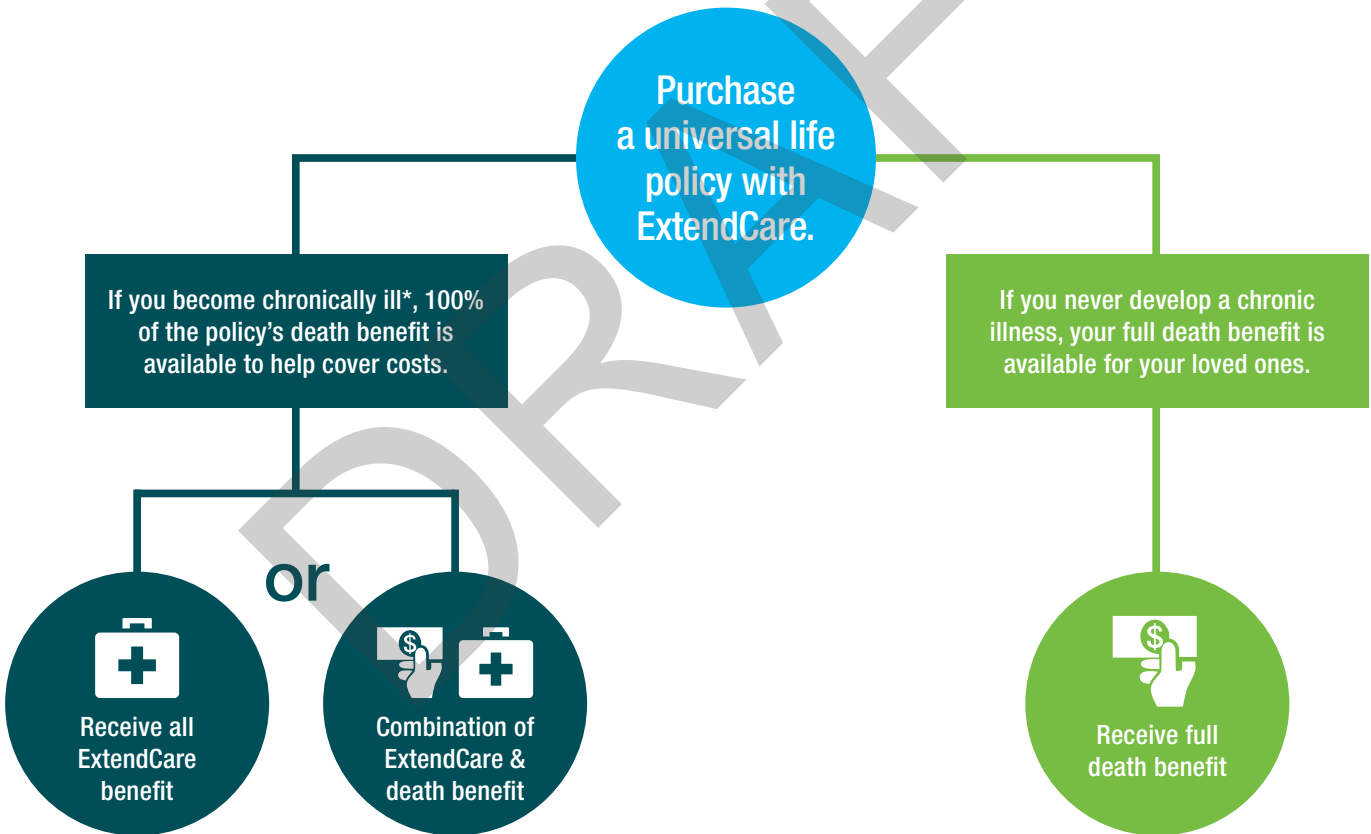 Purchase
a universal life
policy with
ExtendCare.
If you become chronically ill*, 100%
of the policy's death benefit is
available to help cover costs.
If you never develop a chronic
illness, your full death benefit is
available for your loved ones.
or
$
Receive all
ExtendCare
benefit
$
Combination of
ExtendCare &
death benefit
$
Receive full
death benefit
DRAF